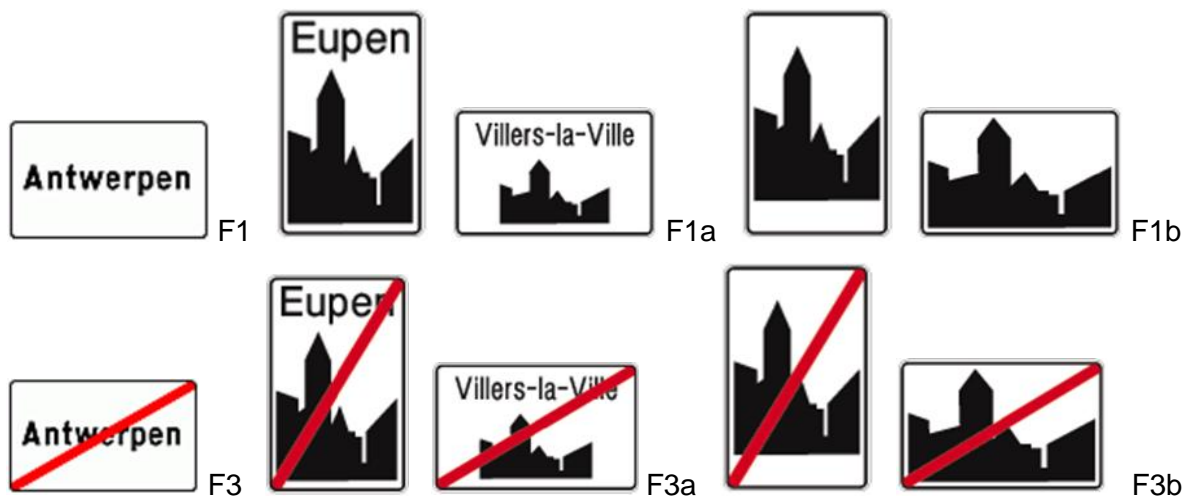 Eupen
Villers-la-Ville
Antwerpen
F1
F1a
F1b
Eupen
Villers-la-Ville
Antwerpen
F3
F3a
F3b